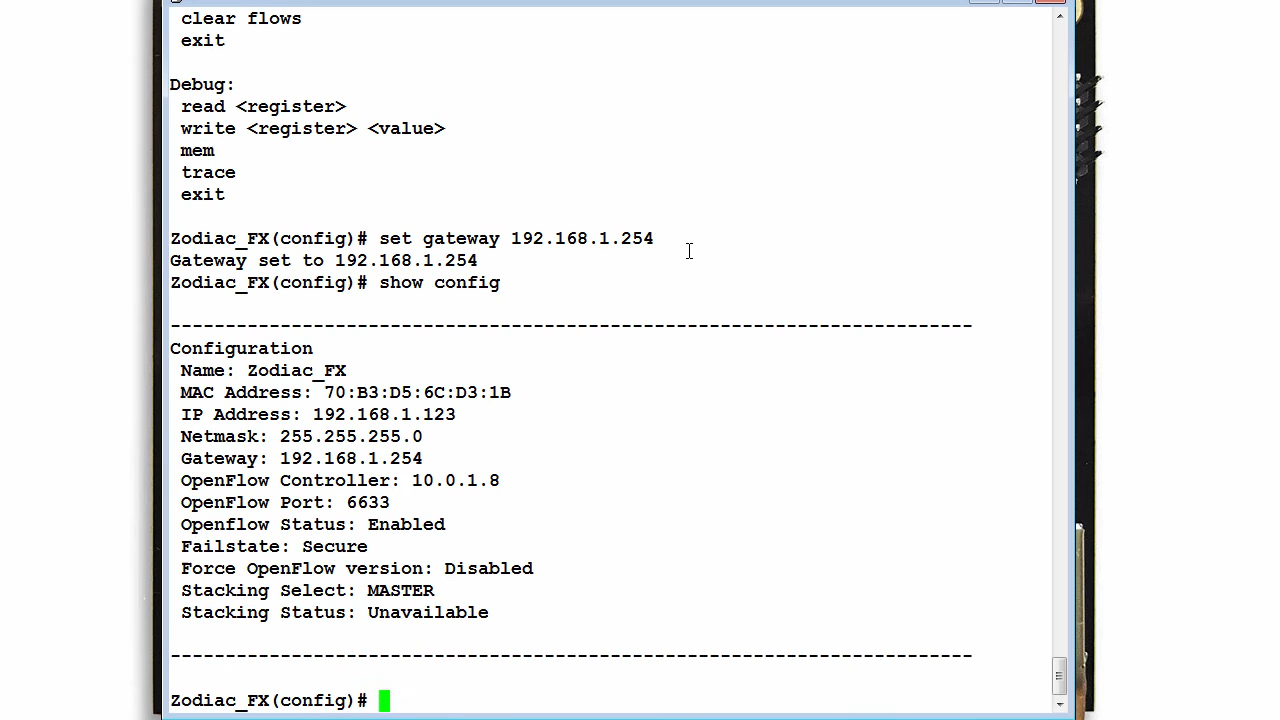 clear flows
exit
Debug:
read <register>
write <register> <value>
mem
trace
exit
Zodiac_FX(config)# set gateway 192.168.1.254
Gateway set to 192.168.1.254
Zodiac_FX(config)# show config
-------------------------------------------------------------------------
Configuration
Name: Zodiac_FX
MAC Address: 70:B3:D5:6C:D3:1B
IP Address: 192.168.1.123
Netmask: 255.255.255.0
Gateway: 192.168.1.254
OpenFlow Controller: 10.0.1.8
OpenFlow Port: 6633
Openflow Status: Enabled
Failstate: Secure
Force OpenFlow version: Disabled
Stacking Select: MASTER
Stacking Status: Unavailable
-------------------------------------------------------------------------
Zodiac_FX(config)#